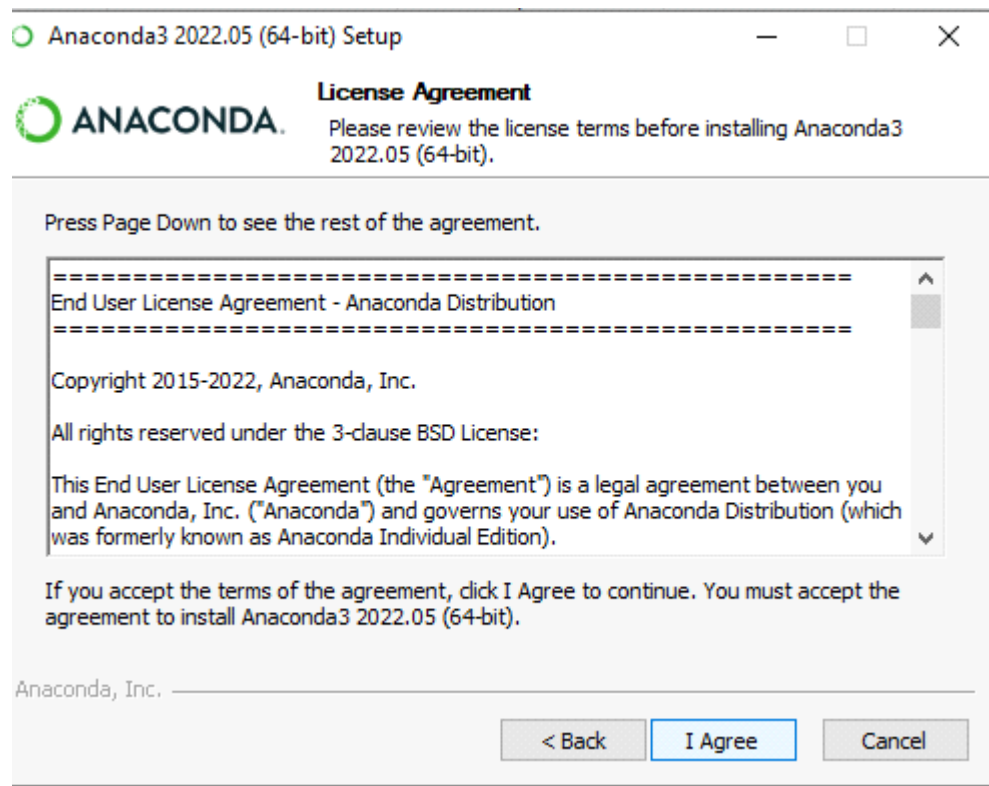 Anaconda3 2022.05 (64-bit) Setup
ANACONDA.
License Agreement
Please review the license terms before installing Anaconda3
2022.05 (64-bit).
Press Page Down to see the rest of the agreement.
==================================================
End User License Agreement - Anaconda Distribution
==================================================
Copyright 2015-2022, Anaconda, Inc.
All rights reserved under the 3-clause BSD License:
This End User License Agreement (the "Agreement") is a legal agreement between you
and Anaconda, Inc. ("Anaconda") and governs your use of Anaconda Distribution (which
was formerly known as Anaconda Individual Edition).
If you accept the terms of the agreement, click I Agree to continue. You must accept the
agreement to install Anaconda3 2022.05 (64-bit).
Anaconda, Inc.
< Back
I Agree
Cancel